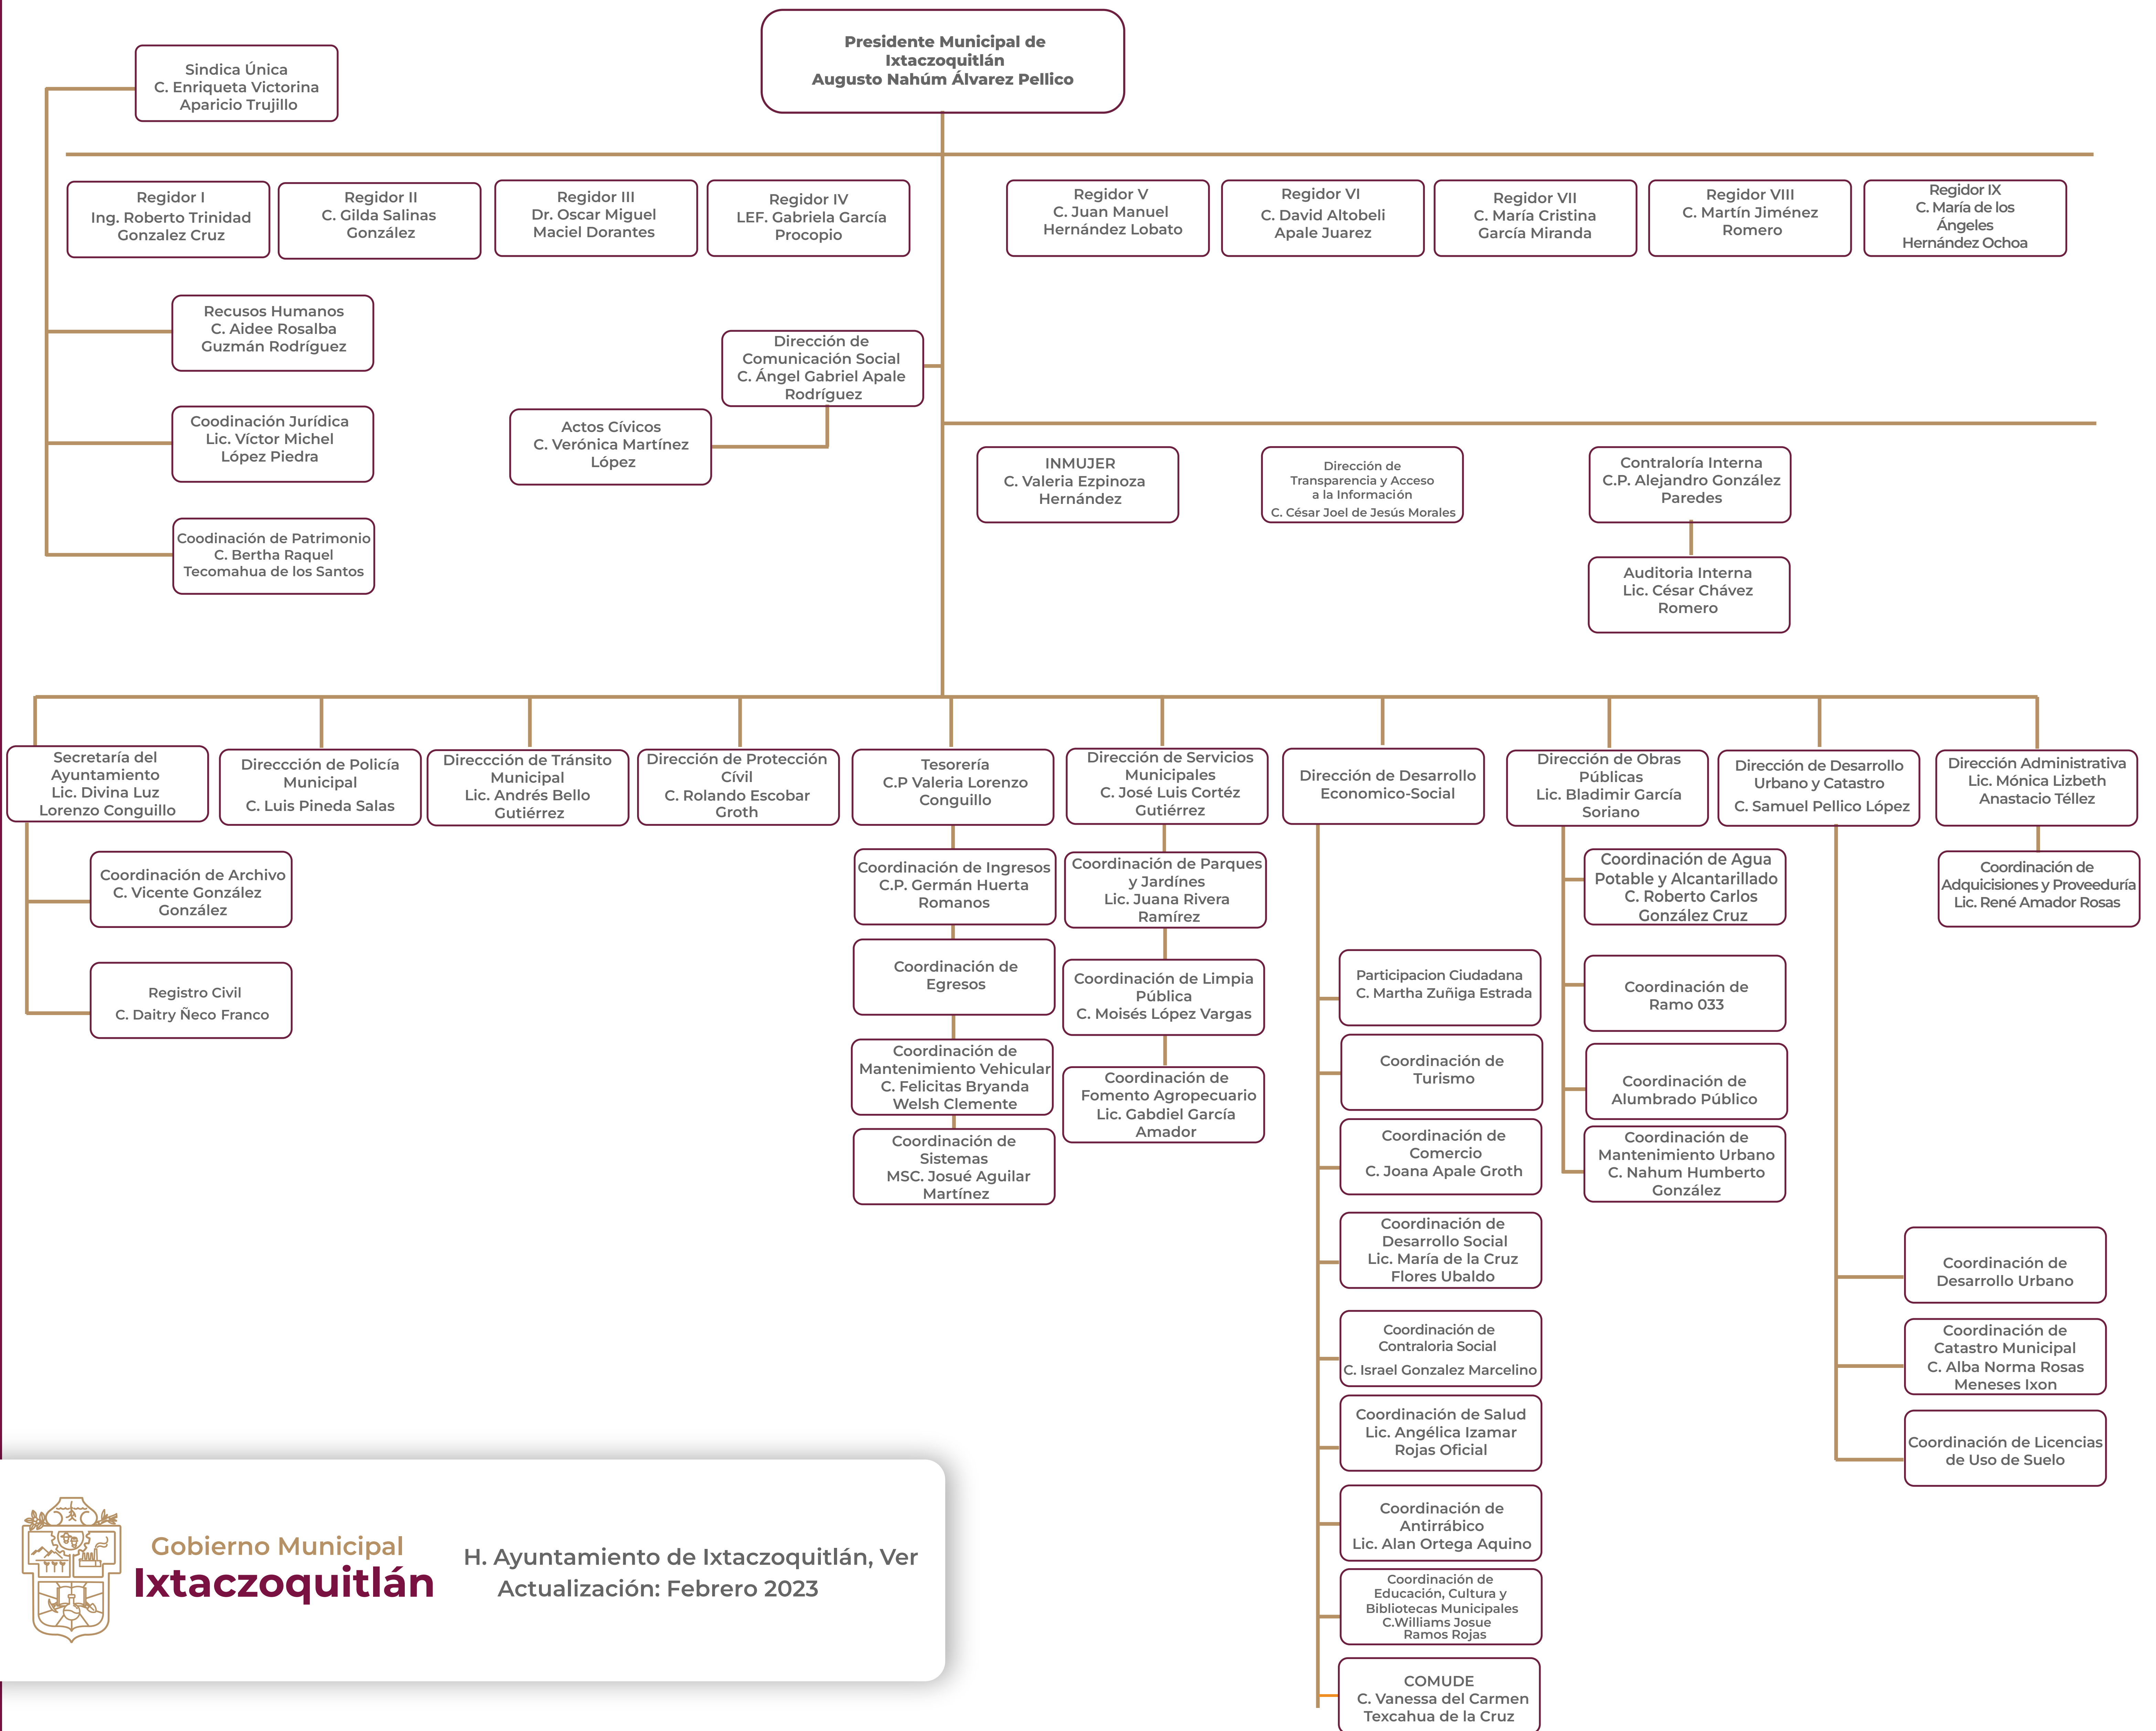 Presidente Municipal de
Ixtaczoquitlán
Augusto Nahúm Álvarez Pellico
Sindica Única
C. Enriqueta Victorina
Aparicio Trujillo
Regidor I
Ing. Roberto Trinidad
Gonzalez Cruz
Regidor II
C. Gilda Salinas
González
Regidor III
Dr. Oscar Miguel
Maciel Dorantes
Regidor IV
LEF. Gabriela García
Procopio
Regidor V
C. Juan Manuel
Hernández Lobato
Regidor VI
C. David Altobeli
Apale Juarez
Regidor VII
C. María Cristina
García Miranda
Regidor VIII
C. Martín Jiménez
Romero
Regidor IX
C. María de los
Ángeles
Hernández Ochoa
Recusos Humanos
C. Aidee Rosalba
Guzmán Rodríguez
Coodinación Jurídica
Lic. Víctor Michel
López Piedra
Coodinación de Patrimonio
C. Bertha Raquel
Tecomahua de los Santos
Dirección de
Comunicación Social
C. Ángel Gabriel Apale
Rodríguez
Actos Cívicos
C. Verónica Martínez
López
INMUJER
C. Valeria Ezpinoza
Hernández
Dirección de
Transparencia y Acceso
a la Información
C. César Joel de Jesús Morales
Contraloría Interna
C.P. Alejandro González
Paredes
Auditoria Interna
Lic. César Chávez
Romero
Secretaría del
Ayuntamiento
Lic. Divina Luz
Lorenzo Conguillo
Direccción de Policía
Municipal
C. Luis Pineda Salas
Direccción de Tránsito
Municipal
Lic. Andrés Bello
Gutiérrez
Dirección de Protección
Cívil
C. Rolando Escobar
Groth
Tesorería
C.P Valeria Lorenzo
Conguillo
Dirección de Servicios
Municipales
C. José Luis Cortéz
Gutiérrez
Dirección de Desarrollo
Economico-Social
Dirección de Obras
Públicas
Lic. Bladimir García
Soriano
Dirección de Desarrollo
Urbano y Catastro
C. Samuel Pellico López
Dirección Administrativa
Lic. Mónica Lizbeth
Anastacio Téllez
Coordinación de Archivo
C. Vicente González
González
Registro Civil
C. Daitry Ñeco Franco
Coordinación de Ingresos
C.P. Germán Huerta
Romanos
Coordinación de
Egresos
Coordinación de
Mantenimiento Vehicular
C. Felicitas Bryanda
Welsh Clemente
Coordinación de
Sistemas
MSC. Josué Aguilar
Martínez
Coordinación de Parques
y Jardínes
Lic. Juana Rivera
Ramírez
Coordinación de Limpia
Pública
C. Moisés López Vargas
Coordinación de
Fomento Agropecuario
Lic. Gabdiel García
Amador
Participacion Ciudadana
C. Martha Zuñiga Estrada
Coordinación de
Turismo
Coordinación de
Comercio
C. Joana Apale Groth
Coordinación de
Desarrollo Social
Lic. María de la Cruz
Flores Ubaldo
Coordinación de
Contraloria Social
C. Israel Gonzalez Marcelino
Coordinación de Salud
Lic. Angélica Izamar
Rojas Oficial
Coordinación de
Antirrábico
Lic. Alan Ortega Aquino
Coordinación de
Educación, Cultura y
Bibliotecas Municipales
C.Williams Josue
Ramos Rojas
COMUDE
C. Vanessa del Carmen
Texcahua de la Cruz
Coordinación de Agua
Potable y Alcantarillado
C. Roberto Carlos
González Cruz
Coordinación de
Ramo 033
Coordinación de
Alumbrado Público
Coordinación de
Mantenimiento Urbano
C. Nahum Humberto
González
Coordinación de
Desarrollo Urbano
Coordinación de
Catastro Municipal
C. Alba Norma Rosas
Meneses Ixon
Coordinación de Licencias
de Uso de Suelo
Coordinación de
Adquicisiones y Proveeduría
Lic. René Amador Rosas
Gobierno Municipal
Ixtaczoquitlán
H. Ayuntamiento de Ixtaczoquitlán, Ver
Actualización: Febrero 2023